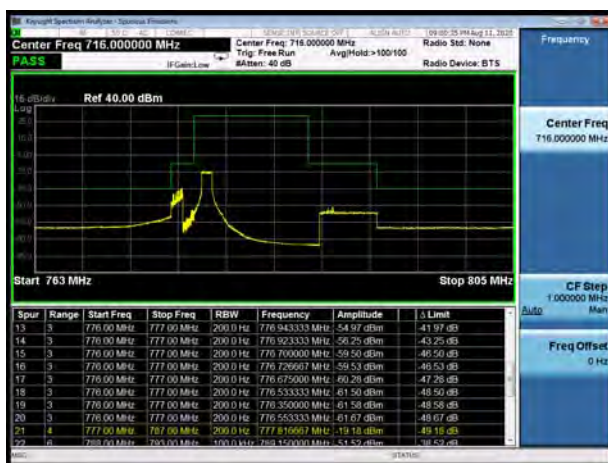 Keysight Spectrum Analyzer - Spurious Emissions
Center Freq 716.000000 MHz
PASS
IFGain:Low
Center Freq: 716.000000 MHz
Trig: Free Run Avg|Hold:>100/100
#Atten: 40 dB
09:00:35 PM Aug 11, 2020
Radio Std: None
Radio Device: BTS
Frequency
Center Freq
716.000000 MHz
CF Step
1.000000 MHz
Auto Man
Freq Offset
0 Hz
Ref 40.00 dBm
Log
Start 763 MHz Stop 805 MHz
Spur Range Start Freq Stop Freq RBW Frequency Amplitude Δ Limit
13 3 776.00 MHz 777.00 MHz 200.0 Hz 776.943333 MHz -54.97 dBm -41.97 dB
14 3 776.00 MHz 777.00 MHz 200.0 Hz 776.923333 MHz -56.25 dBm -43.25 dB
15 3 776.00 MHz 777.00 MHz 200.0 Hz 776.700000 MHz -59.50 dBm -46.50 dB
16 3 776.00 MHz 777.00 MHz 200.0 Hz 776.726667 MHz -59.53 dBm -46.53 dB
17 3 776.00 MHz 777.00 MHz 200.0 Hz 776.675000 MHz -60.28 dBm -47.28 dB
18 3 776.00 MHz 777.00 MHz 200.0 Hz 776.533333 MHz -61.50 dBm -48.50 dB
19 3 776.00 MHz 777.00 MHz 200.0 Hz 776.350000 MHz -61.58 dBm -48.58 dB
20 3 776.00 MHz 777.00 MHz 200.0 Hz 776.553333 MHz -61.67 dBm -48.67 dB
21 4 777.00 MHz 787.00 MHz 200.0 Hz 777.816667 MHz -19.18 dBm -49.18 dB
22 6 788.00 MHz 793.00 MHz 100.0 kHz 789.150000 MHz -51.52 dBm -38.52 dB
MSG STATUS